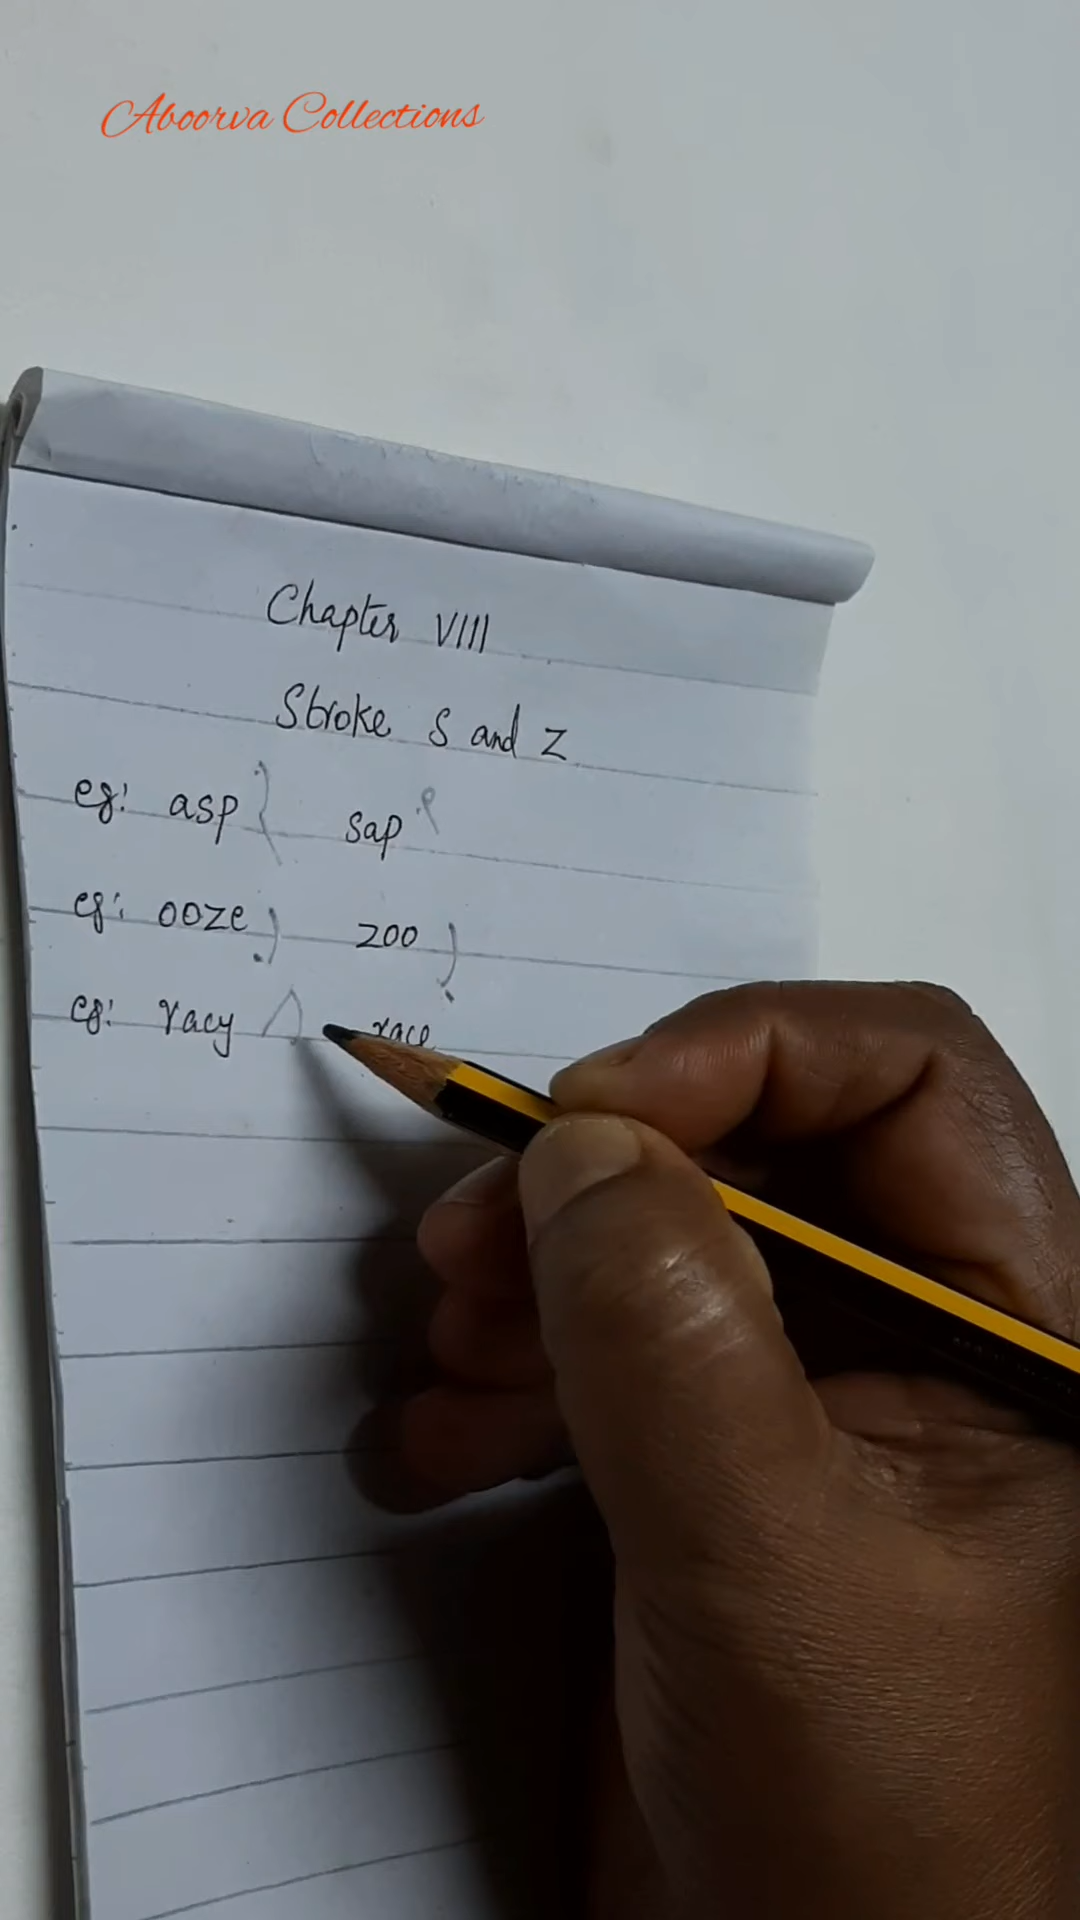 Aboorva Collections
Chapter VIII
Stroke S and Z
eg: asp sap
eg: ooze zoo
eg: racy race